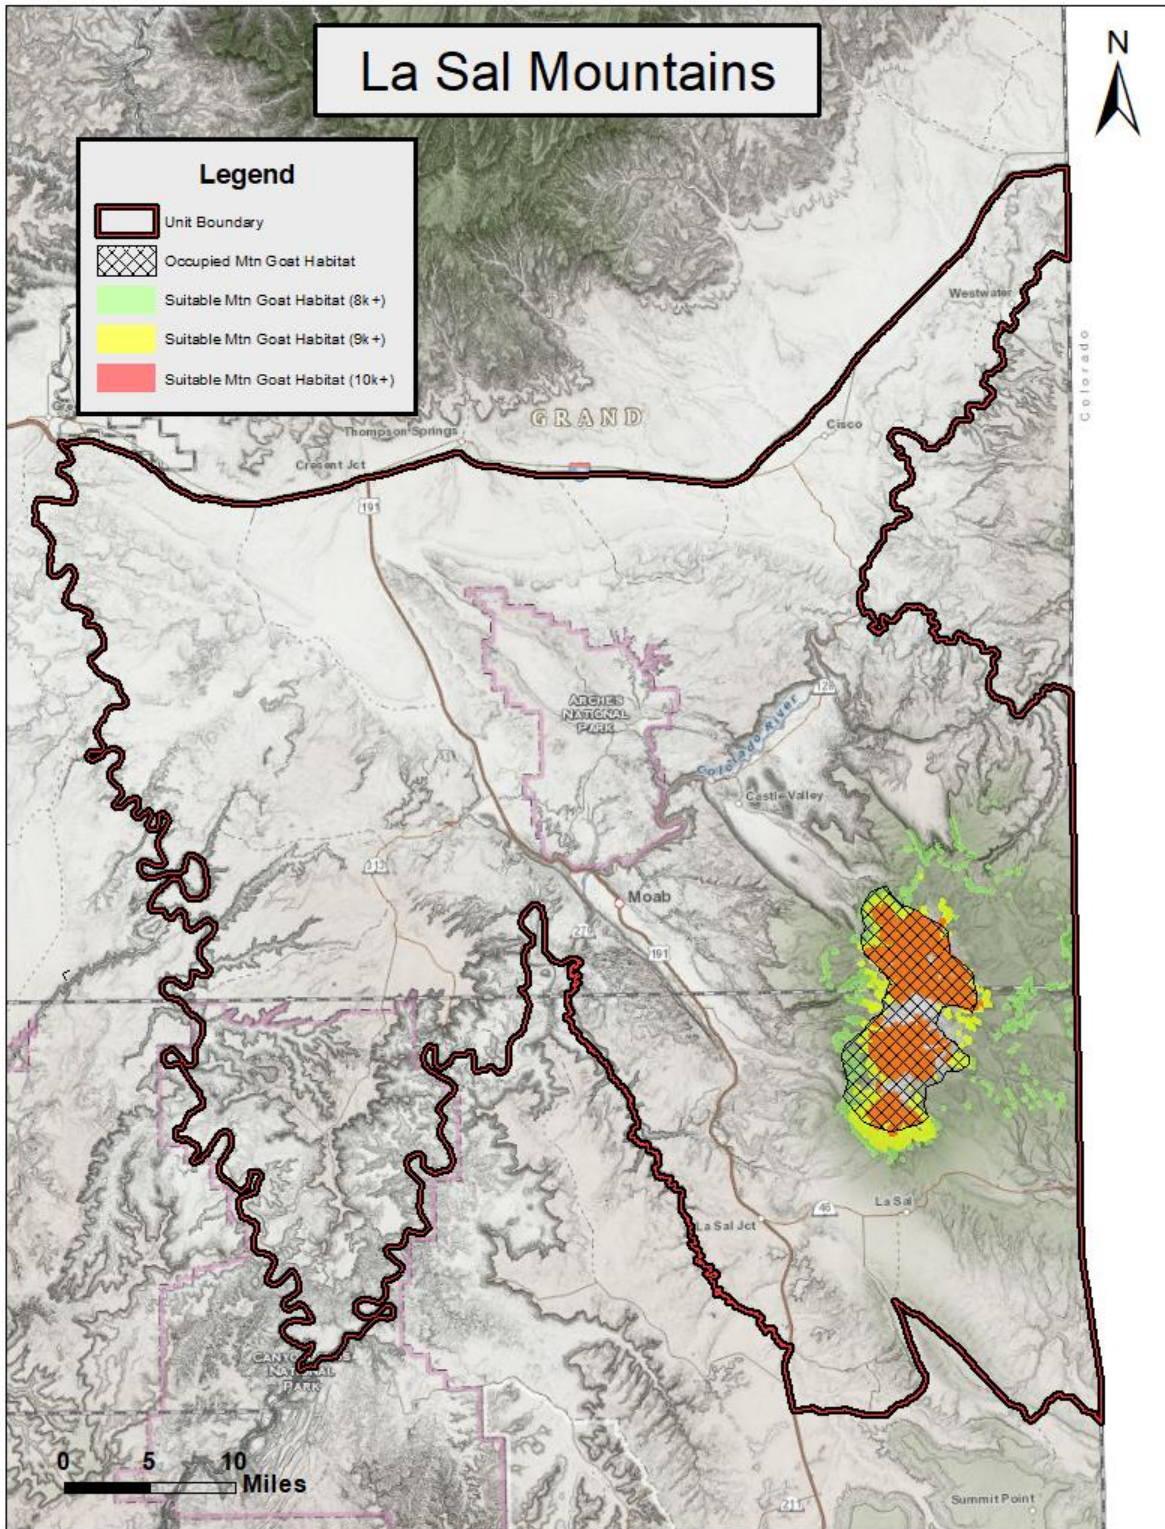 La Sal Mountains
N
Legend
Unit Boundary
Occupied Mtn Goat Habitat
Suitable Mtn Goat Habitat (8k+)
Suitable Mtn Goat Habitat (9k+)
Suitable Mtn Goat Habitat (10k+)
Westwater
Colorado
GRAND
Thompson Springs
Cisco
Cresent Jct
191
ARCHES
NATIONAL
PARK
128
Colorado River
Castle Valley
313
Moab
279
191
La Sal
46
La Sal Jct
NATIONAL
PARK
0 5 10
Miles
211
Summit Point